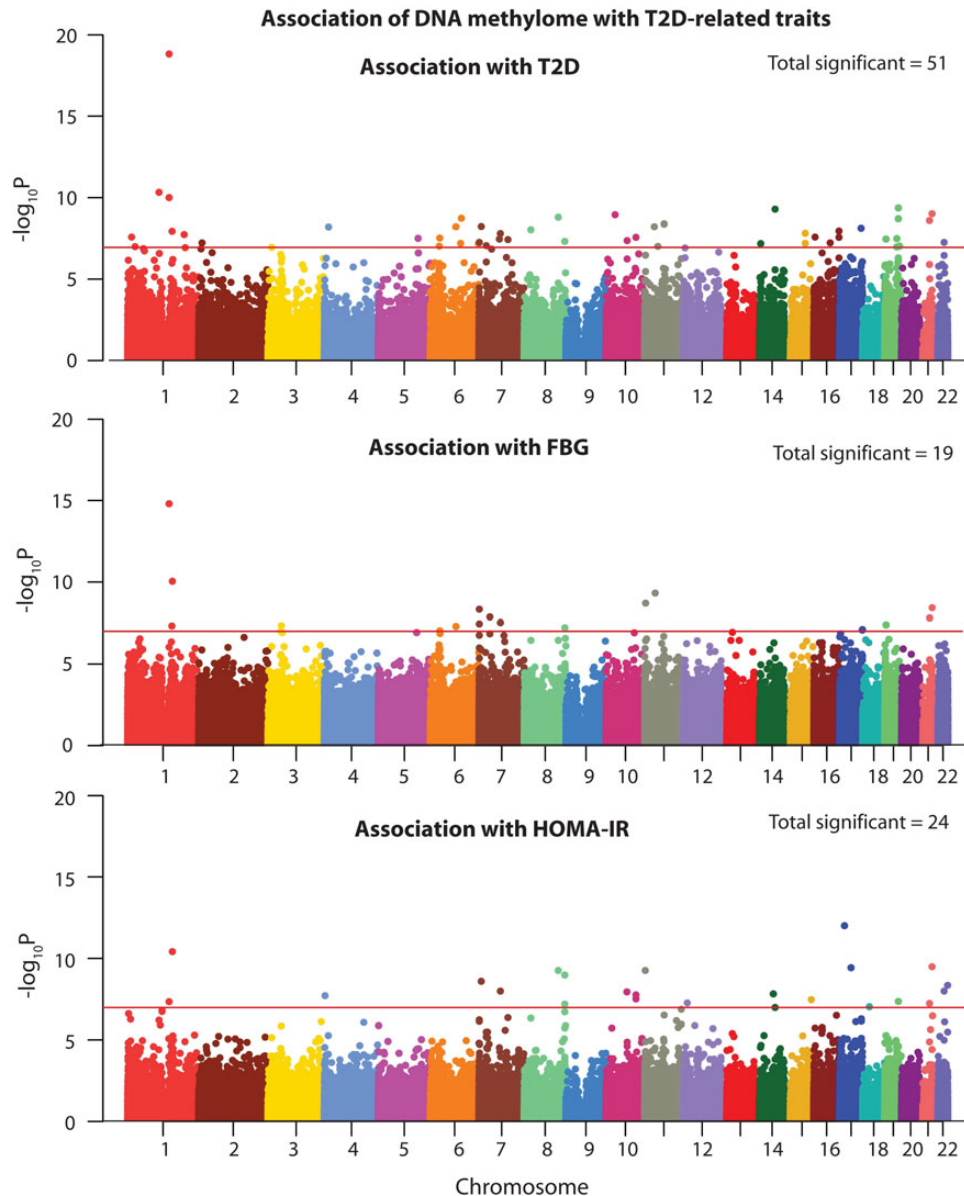 Association of DNA methylome with T2D-related traits
Association with T2D
Total significant = 51
-log10P
20
15
10
5
0
1 2 3 4 5 6 7 8 9 10 12 14 16 18 20 22
Association with FBG
Total significant = 19
-log10P
20
15
10
5
0
1 2 3 4 5 6 7 8 9 10 12 14 16 18 20 22
Association with HOMA-IR
Total significant = 24
-log10P
20
15
10
5
0
1 2 3 4 5 6 7 8 9 10 12 14 16 18 20 22
Chromosome